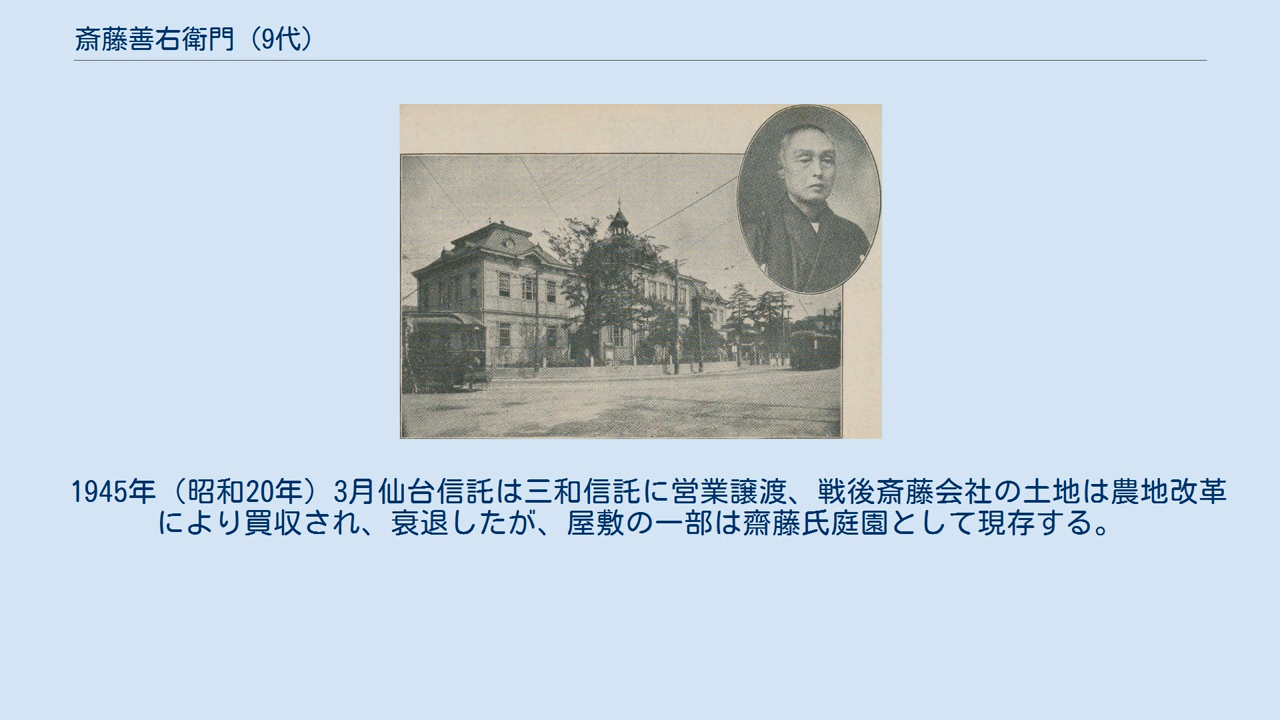 斎藤善右衛門（9代）
1945年（昭和20年）3月仙台信託は三和信託に営業譲渡、戦後斎藤会社の土地は農地改革
により買収され、衰退したが、屋敷の一部は齋藤氏庭園として現存する。